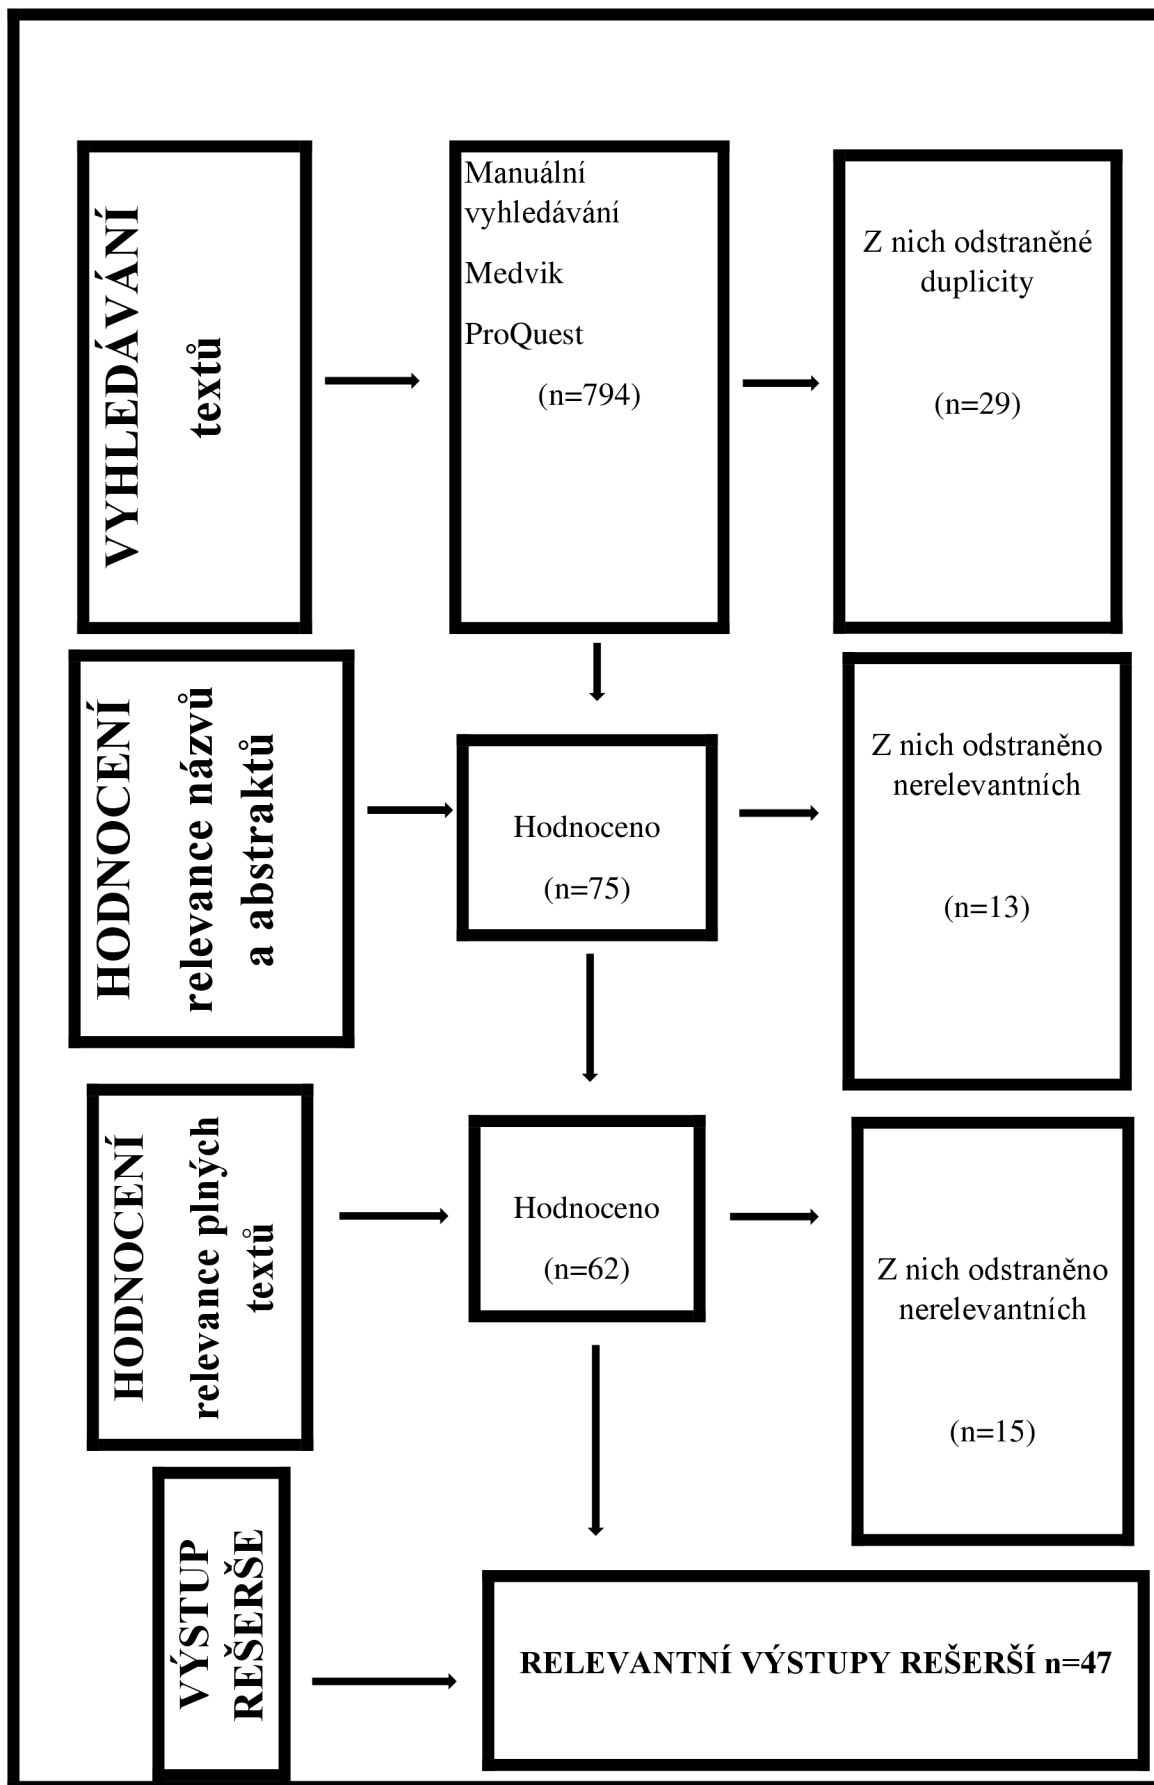 VYHLEDÁVÁNÍ
textů
Manuální
vyhledávání
Medvik
ProQuest
(n=794)
Z nich odstraněné
duplicity
(n=29)
HODNOCENÍ
relevance názvů
a abstraktů
Hodnoceno
(n=75)
Z nich odstraněno
nerelevantních
(n=13)
HODNOCENÍ
relevance plných
textů
Hodnoceno
(n=62)
Z nich odstraněno
nerelevantních
(n=15)
VÝSTUP
REŠERŠE
RELEVANTNÍ VÝSTUPY REŠERŠÍ n=47